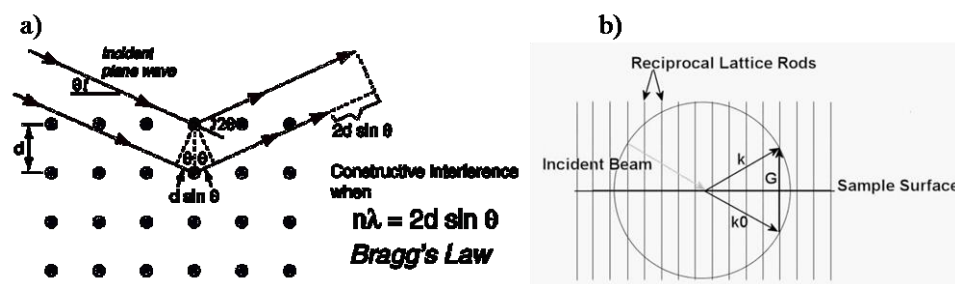 a)
Incident
plane wave
θ
2θ
2d sin θ
d
θ θ
d sin θ
Constructive interference
when
nλ = 2d sin θ
Bragg's Law
b)
Reciprocal Lattice Rods
Incident Beam
k
G
Sample Surface
k0